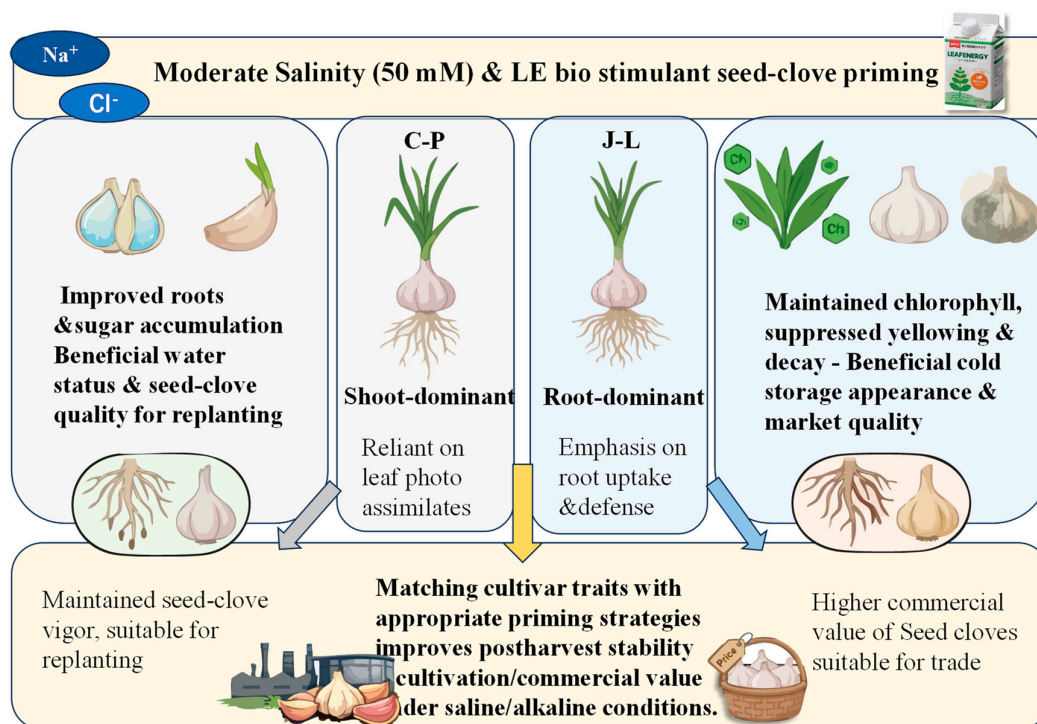 Na⁺
Cl⁻
Moderate Salinity (50 mM) & LE bio stimulant seed-clove priming
LEAFENERGY
Improved roots
&sugar accumulation
Beneficial water
status & seed-clove
quality for replanting
C-P
Shoot-dominant
Reliant on
leaf photo
assimilates
J-L
Root-dominant
Emphasis on
root uptake
&defense
Ch
Ch
Ch
Maintained chlorophyll,
suppressed yellowing &
decay - Beneficial cold
storage appearance &
market quality
Maintained seed-clove
vigor, suitable for
replanting
Matching cultivar traits with
appropriate priming strategies
improves postharvest stability
cultivation/commercial value
der saline/alkaline conditions.
Price
Higher commercial
value of Seed cloves
suitable for trade